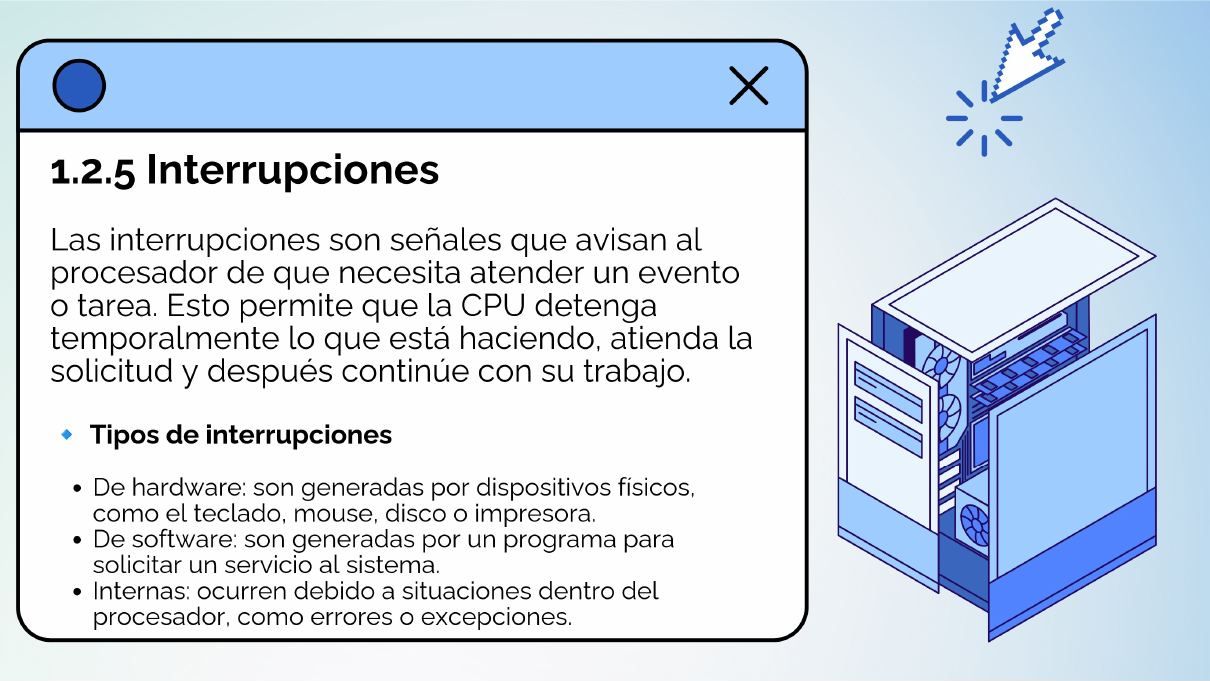 1.2.5 Interrupciones
Las interrupciones son señales que avisan al
procesador de que necesita atender un evento
o tarea. Esto permite que la CPU detenga
temporalmente lo que está haciendo, atienda la
solicitud y después continúe con su trabajo.
🔹 Tipos de interrupciones
• De hardware: son generadas por dispositivos físicos,
como el teclado, mouse, disco o impresora.
• De software: son generadas por un programa para
solicitar un servicio al sistema.
• Internas: ocurren debido a situaciones dentro del
procesador, como errores o excepciones.